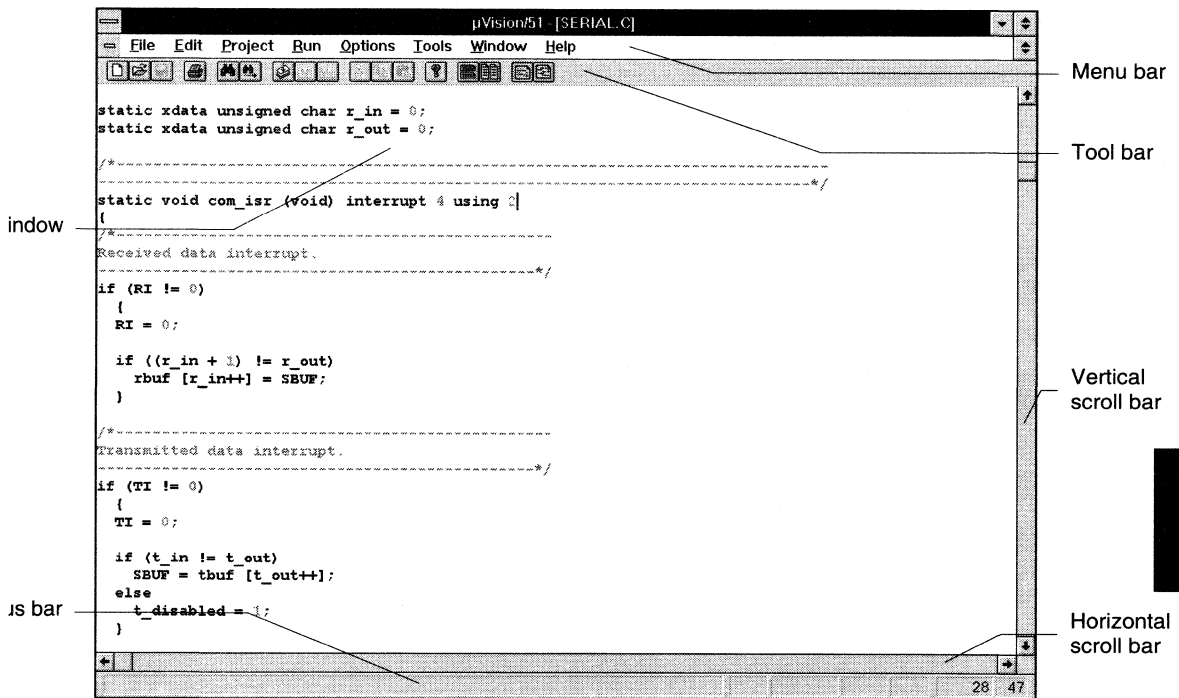 µVision/51 - [SERIAL.C]
File Edit Project Run Options Tools Window Help
Menu bar
Tool bar
static xdata unsigned char r_in = 0;
static xdata unsigned char r_out = 0;
/*------------------------------------------------------------------------------
------------------------------------------------------------------------------*/
static void com_isr (void) interrupt 4 using 2
indow
{
/*------------------------------------------------
Received data interrupt.
------------------------------------------------*/
if (RI != 0)
{
RI = 0;
if ((r_in + 1) != r_out)
rbuf [r_in++] = SBUF;
}
Vertical
scroll bar
/*------------------------------------------------
Transmitted data interrupt.
------------------------------------------------*/
if (TI != 0)
{
TI = 0;
if (t_in != t_out)
SBUF = tbuf [t_out++];
else
t_disabled = 1;
}
us bar
Horizontal
scroll bar
28 47